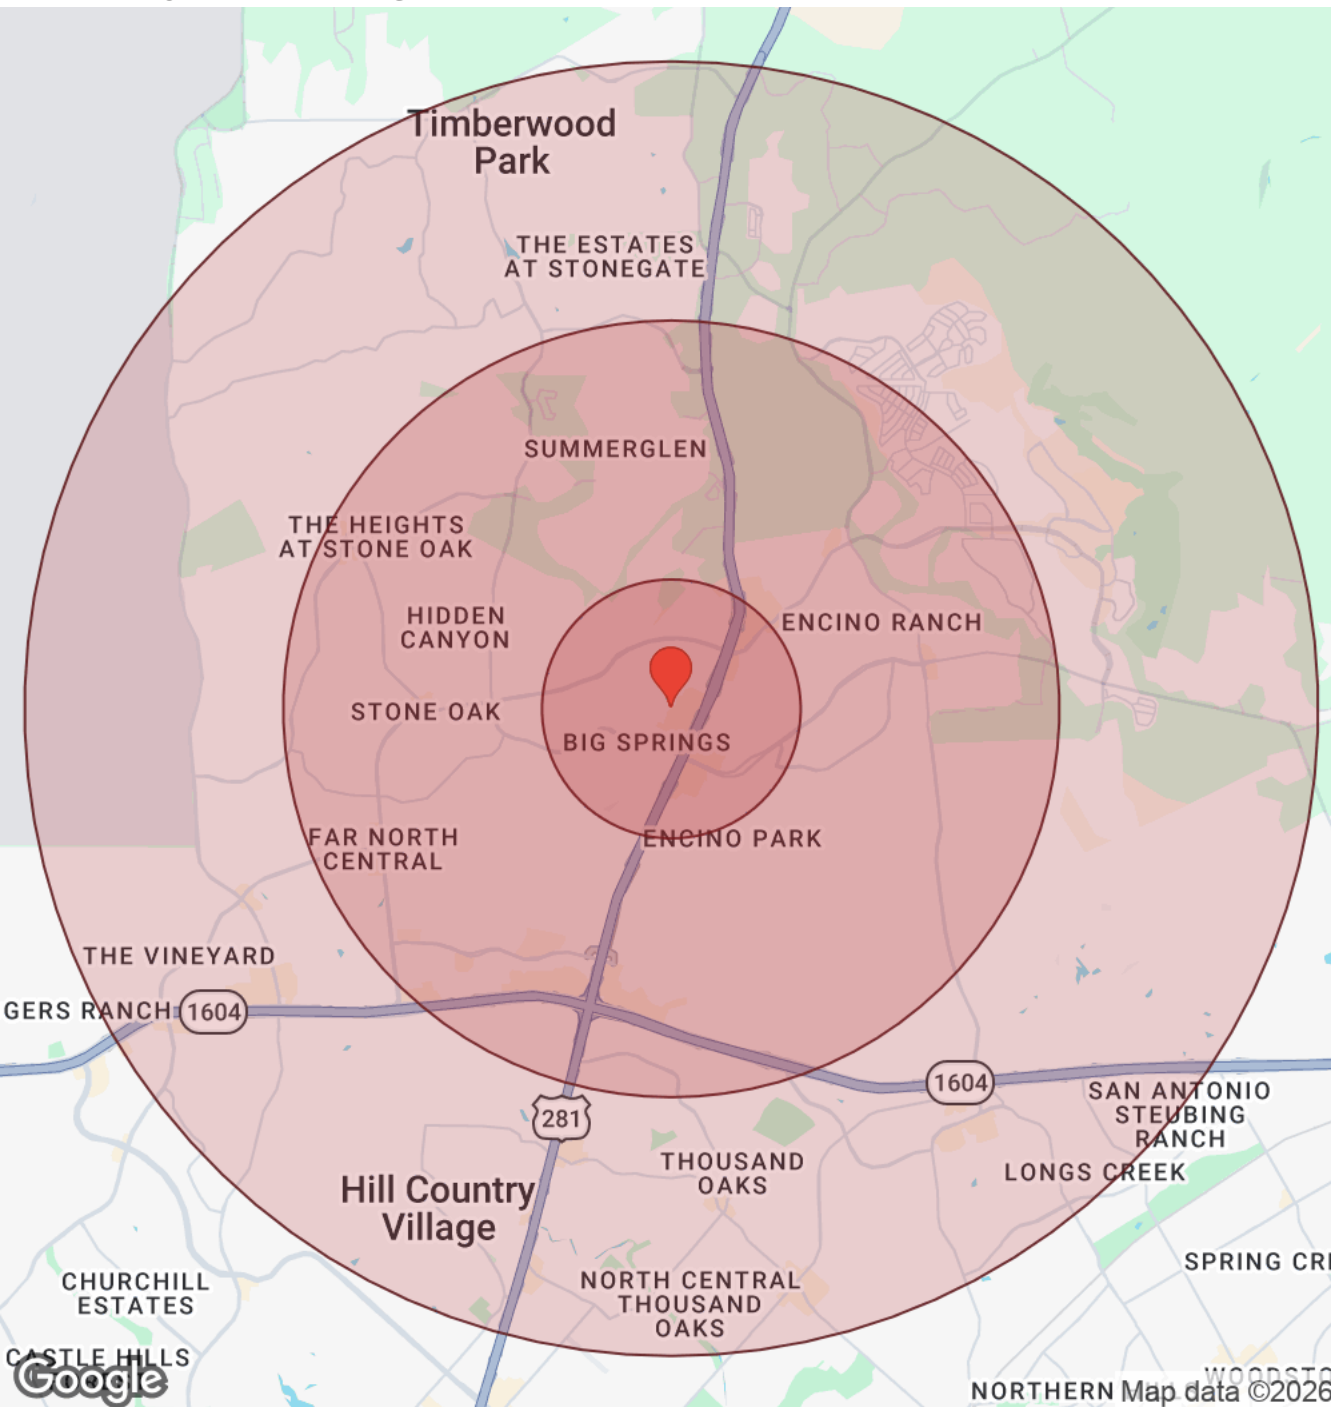 Timberwood
Park
THE ESTATES
AT STONEGATE
SUMMERGLEN
THE HEIGHTS
AT STONE OAK
HIDDEN
CANYON
ENCINO RANCH
STONE OAK
BIG SPRINGS
FAR NORTH
CENTRAL
ENCINO PARK
THE VINEYARD
GERS RANCH
1604
1604
SAN ANTONIO
STEUBING
RANCH
281
THOUSAND
OAKS
LONGS CREEK
Hill Country
Village
SPRING CR
CHURCHILL
ESTATES
NORTH CENTRAL
THOUSAND
OAKS
CASTLE HILLS
Google
WOODSTO
NORTHERN
Map data ©2026